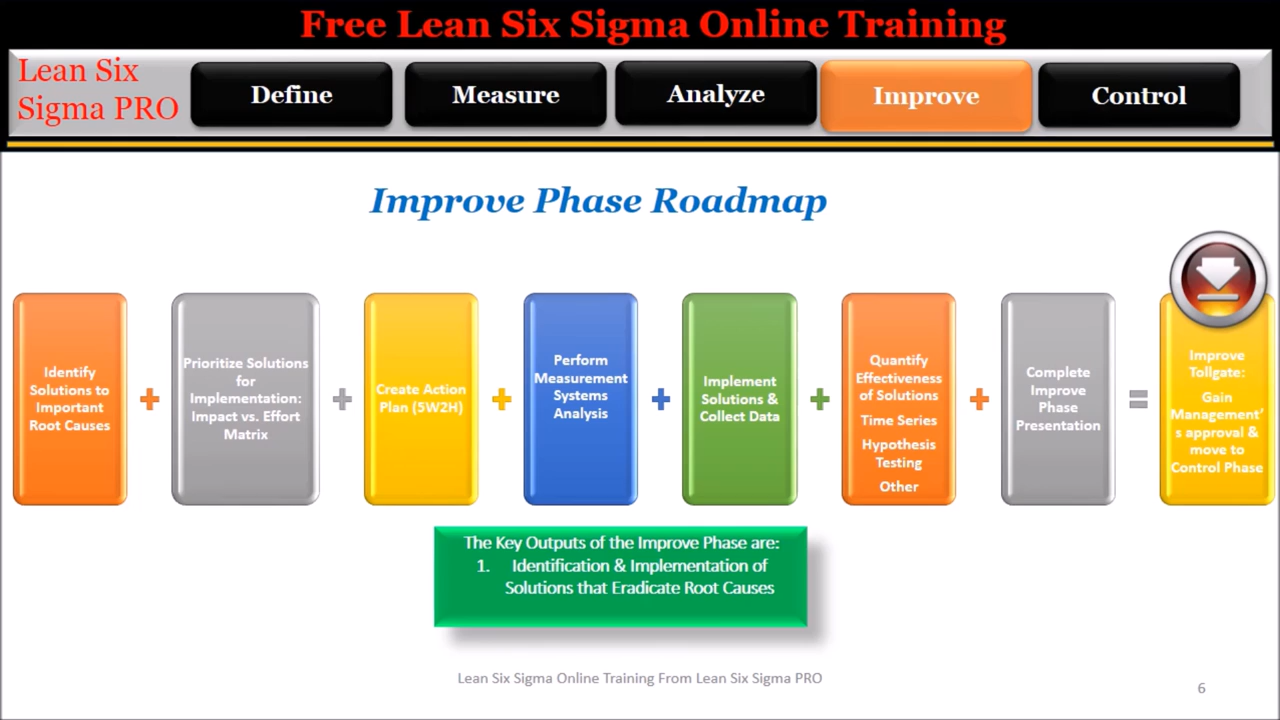 Free Lean Six Sigma Online Training
Lean Six
Sigma PRO
Define
Measure
Analyze
Improve
Control
Improve Phase Roadmap
Identify
Solutions to
Important
Root Causes
Prioritize Solutions
for
Implementation:
Impact vs. Effort
Matrix
Create Action
Plan (5W2H)
Perform
Measurement
Systems
Analysis
Implement
Solutions &
Collect Data
Quantify
Effectiveness
of Solutions
Time Series
Hypothesis
Testing
Other
Complete
Improve
Phase
Presentation
Improve
Tollgate:
Gain
Management'
s approval &
move to
Control Phase
The Key Outputs of the Improve Phase are:
1. Identification & Implementation of
Solutions that Eradicate Root Causes
Lean Six Sigma Online Training From Lean Six Sigma PRO
6